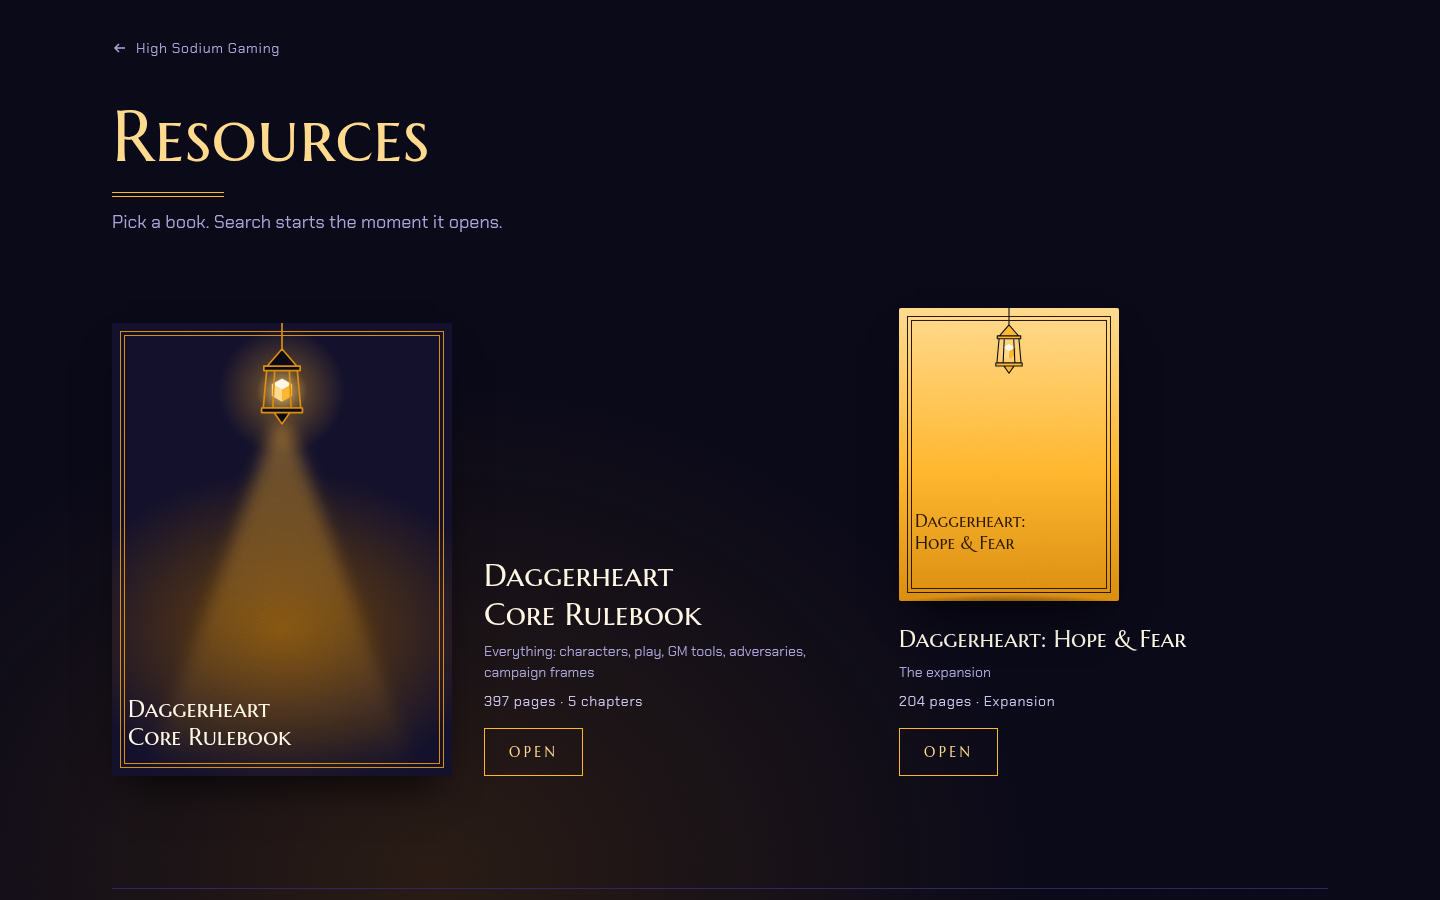 High Sodium Gaming
Resources
Pick a book. Search starts the moment it opens.
Daggerheart
Core Rulebook
Daggerheart
Core Rulebook
Everything: characters, play, GM tools, adversaries,
campaign frames
397 pages · 5 chapters
OPEN
Daggerheart:
Hope & Fear
Daggerheart: Hope & Fear
The expansion
204 pages · Expansion
OPEN